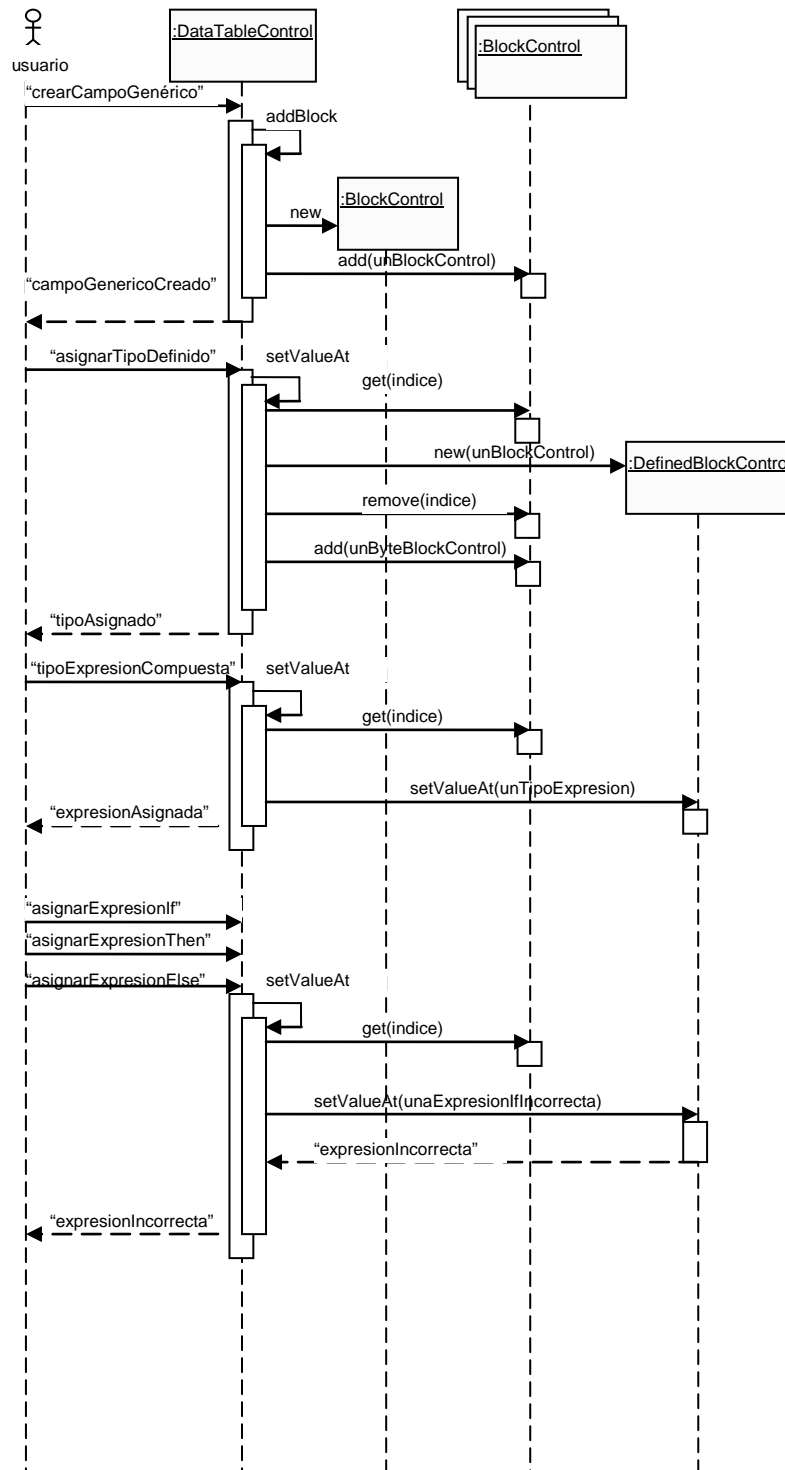 :DataTableControl
:BlockControl
usuario
“crearCampoGenérico”
addBlock
:BlockControl
new
add(unBlockControl)
“campoGenericoCreado”
“asignarTipoDefinido”
setValueAt
get(indice)
new(unBlockControl)
:DefinedBlockContro
remove(indice)
add(unByteBlockControl)
“tipoAsignado”
“tipoExpresionCompuesta”
setValueAt
get(indice)
setValueAt(unTipoExpresion)
“expresionAsignada”
“asignarExpresionIf”
“asignarExpresionThen”
“asignarExpresionElse”
setValueAt
get(indice)
setValueAt(unaExpresionIfIncorrecta)
“expresionIncorrecta”
“expresionIncorrecta”